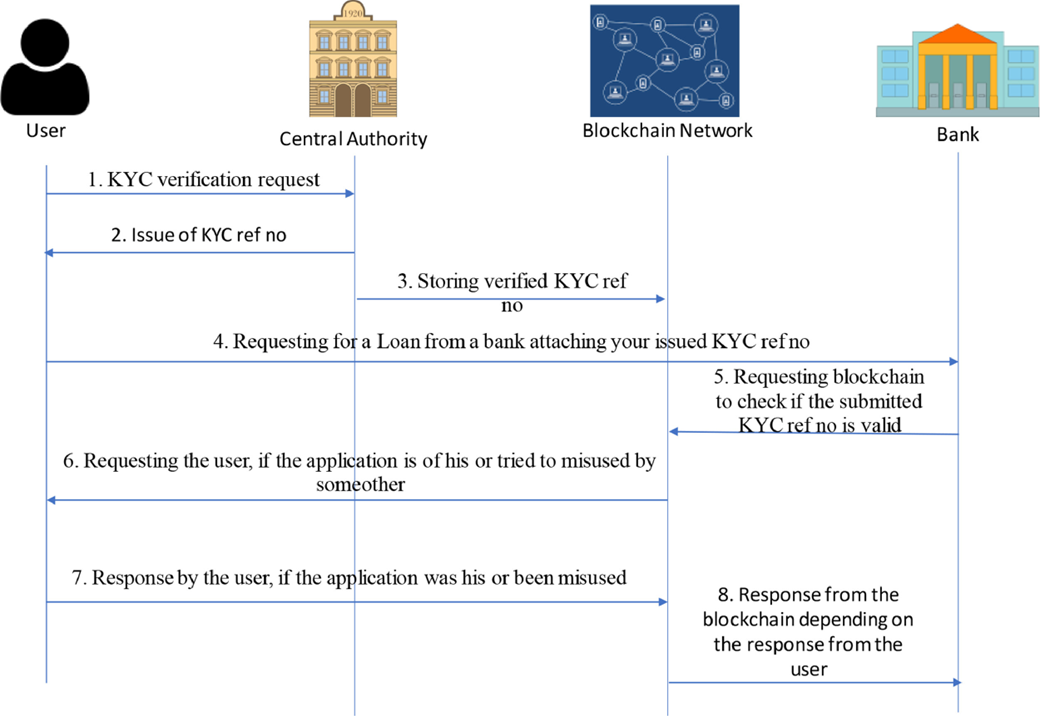 1920
User
Central Authority
Blockchain Network
Bank
1. KYC verification request
2. Issue of KYC ref no
3. Storing verified KYC ref
no
4. Requesting for a Loan from a bank attaching your issued KYC ref no
5. Requesting blockchain
to check if the submitted
KYC ref no is valid
6. Requesting the user, if the application is of his or tried to misused by
someother
7. Response by the user, if the application was his or been misused
8. Response from the
blockchain depending on
the response from the
user